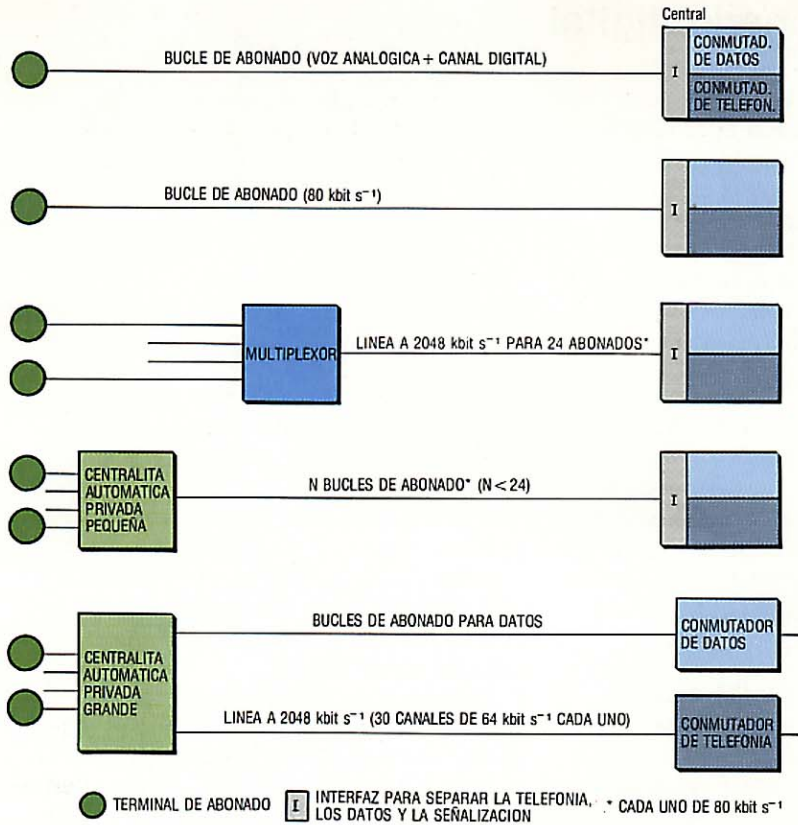 Central
BUCLE DE ABONADO (VOZ ANALOGICA + CANAL DIGITAL)
I
CONMUTAD.
DE DATOS
CONMUTAD.
DE TELEFON.
BUCLE DE ABONADO (80 kbit s⁻¹)
I
MULTIPLEXOR
LINEA A 2048 kbit s⁻¹ PARA 24 ABONADOS*
I
CENTRALITA
AUTOMATICA
PRIVADA
PEQUEÑA
N BUCLES DE ABONADO* (N < 24)
I
CENTRALITA
AUTOMATICA
PRIVADA
GRANDE
BUCLES DE ABONADO PARA DATOS
CONMUTADOR
DE DATOS
LINEA A 2048 kbit s⁻¹ (30 CANALES DE 64 kbit s⁻¹ CADA UNO)
CONMUTADOR
DE TELEFONIA
TERMINAL DE ABONADO
I
INTERFAZ PARA SEPARAR LA TELEFONIA,
LOS DATOS Y LA SEÑALIZACION
* CADA UNO DE 80 kbit s⁻¹